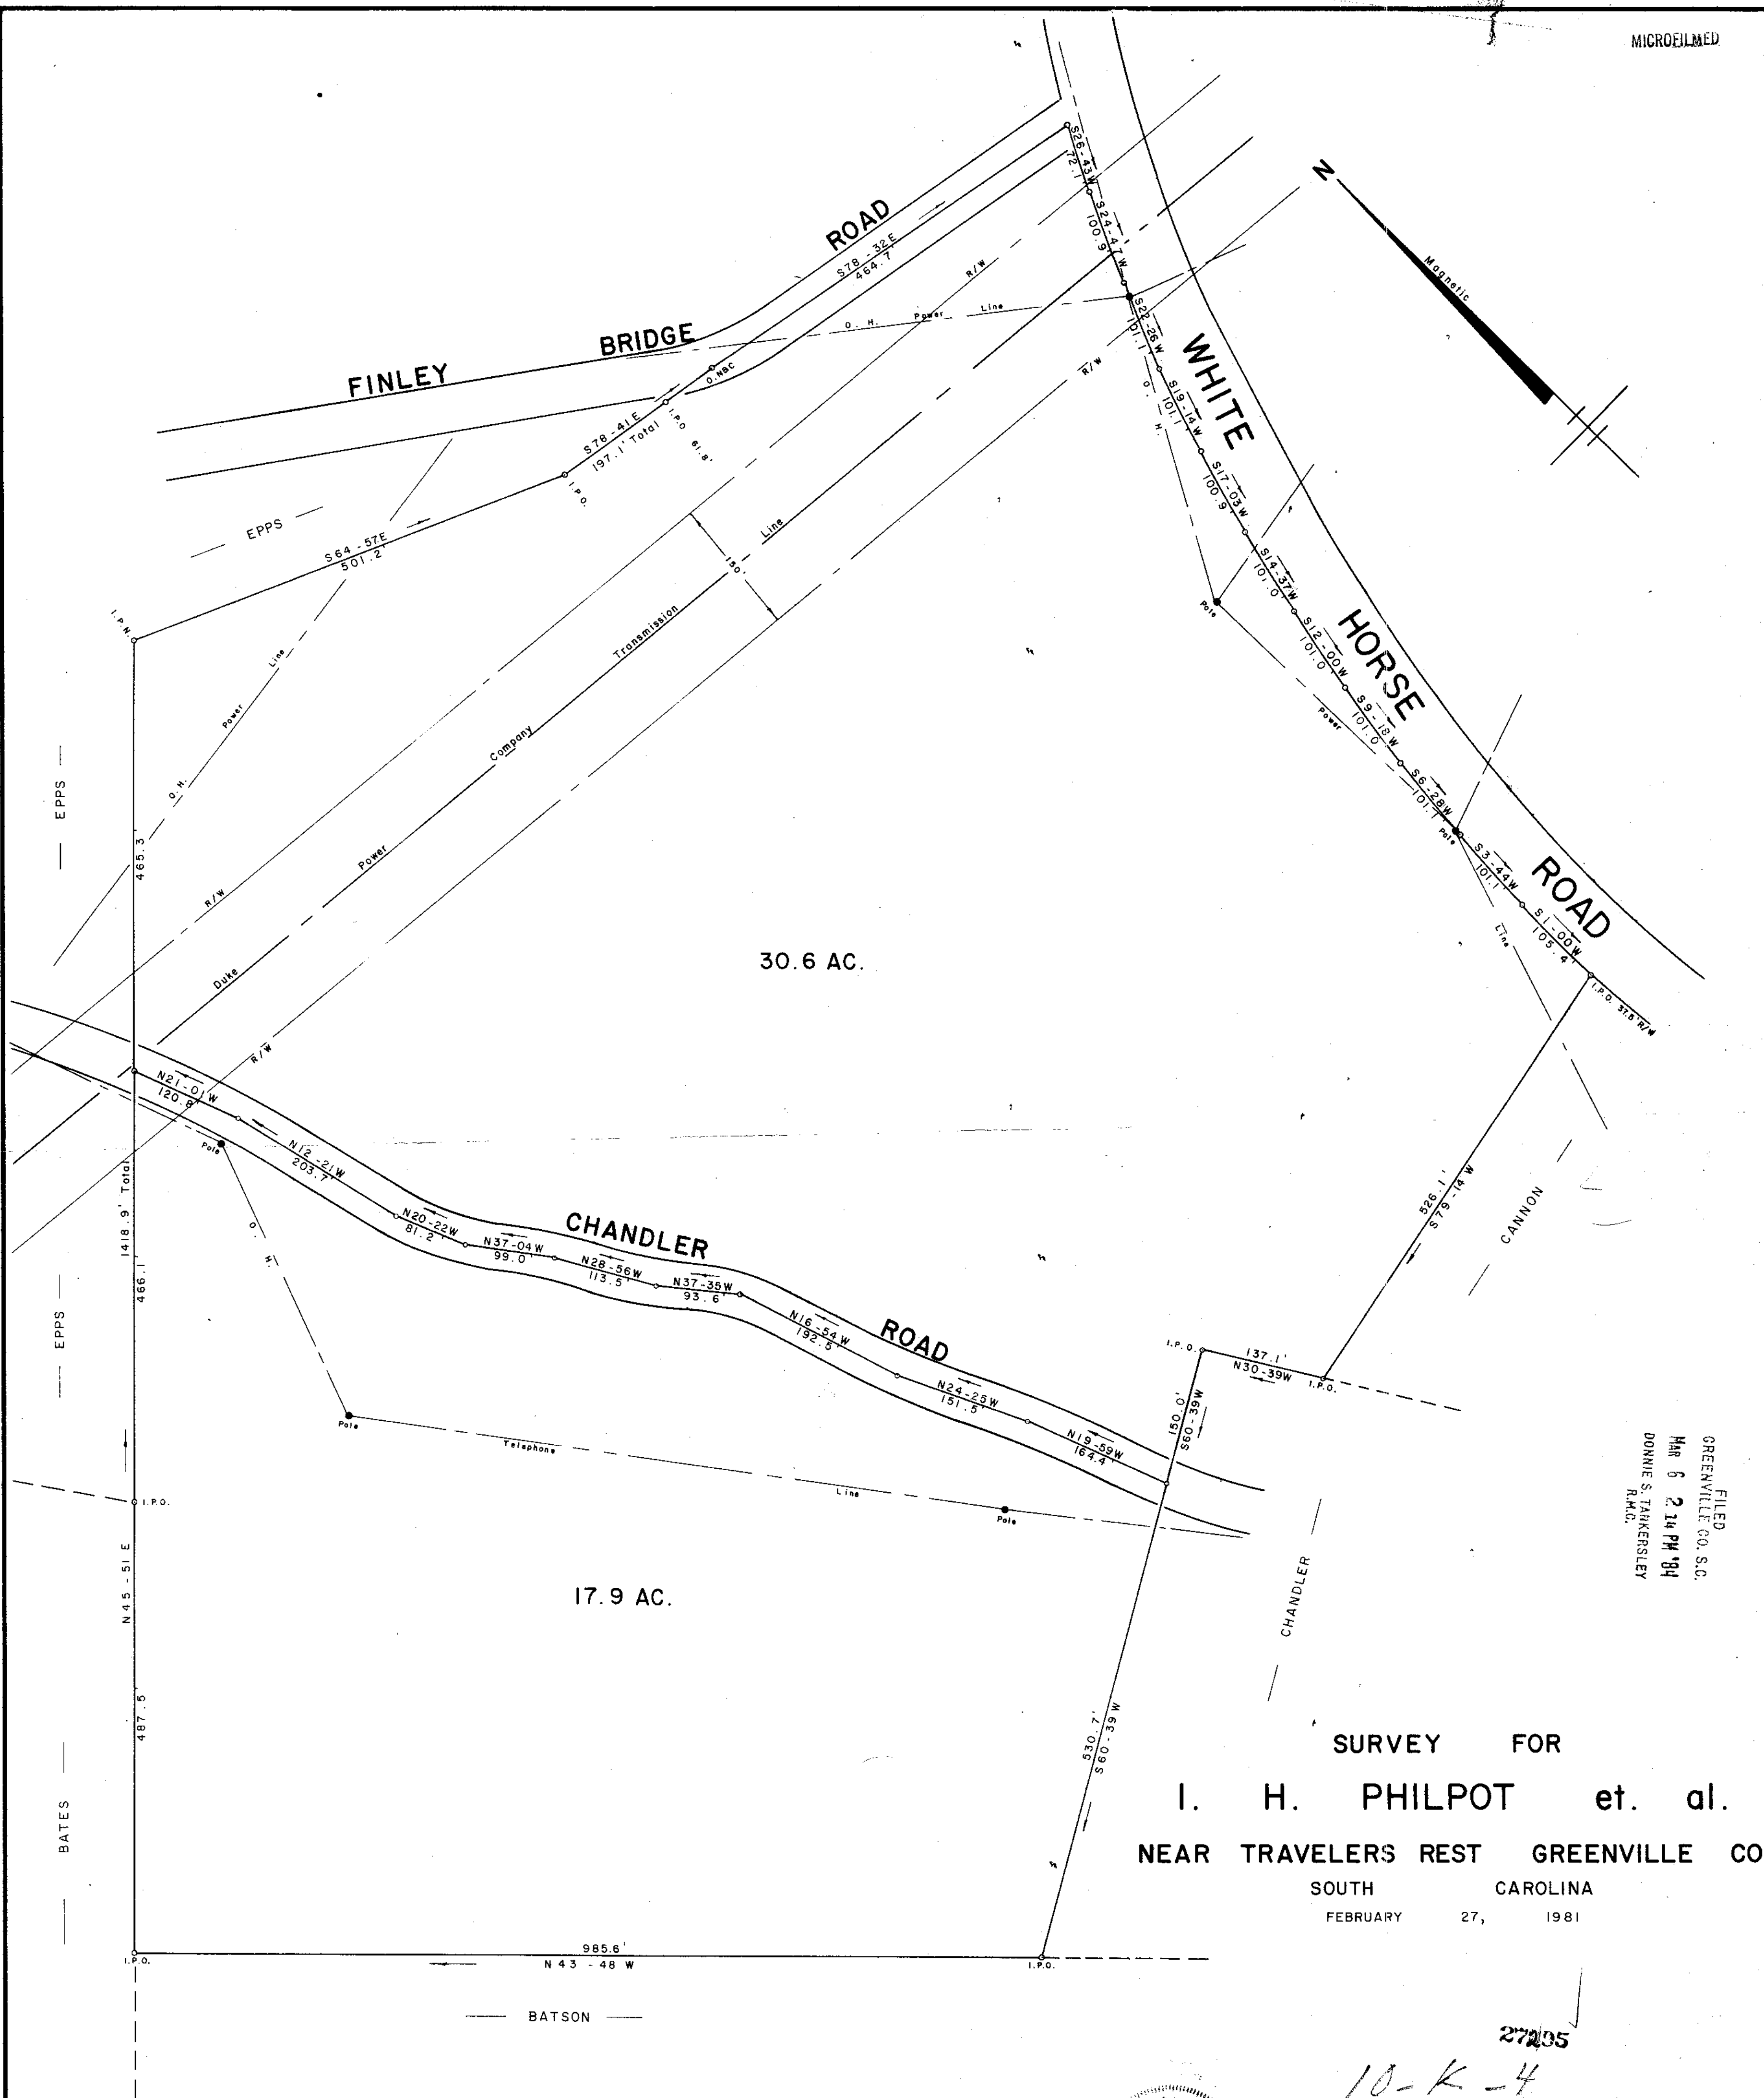 MICROFILMED
N
Magnetic
FINLEY BRIDGE ROAD
S78-32E
464.7'
R/W
O. H. Power Line
O.NBC
I.P.O
61.8'
S78-41E
197.1' Total
I.P.O.
EPPS
S64-57E
501.2'
I.P.N.
O. H. Power Line
150'
Duke Power Company Transmission Line
R/W
R/W
R/W
WHITE HORSE ROAD
S26-43W
72.1'
S24-47W
100.9'
S22-26W
101.1'
S19-14W
101.1'
S17-03W
100.9'
S14-37W
101.0'
S12-00W
101.0'
S9-18W
101.0'
S6-28W
101.1'
S3-44W
101.1'
S1-00W
105.4'
I.P.O. 37.5' R/W
O. H. Power Line
Pole
Pole
EPPS
465.3'
30.6 AC.
526.1'
S79-14W
CANNON
N21-01W
120.8'
N12-21W
203.7'
N20-22W
81.2'
N37-04W
99.0'
N28-56W
113.5'
N37-35W
93.6'
N16-54W
192.5'
N24-25W
151.5'
N19-59W
164.4'
CHANDLER ROAD
Pole
O. H.
Pole
Telephone Line
Pole
I.P.O.
137.1'
N30-39W
I.P.O.
150.0'
S60-39W
1418.9' Total
466.1'
EPPS
I.P.O.
N45-51E
487.5'
BATES
17.9 AC.
CHANDLER
530.7'
S60-39W
I.P.O.
985.6'
N43-48W
I.P.O.
BATSON
FILED
GREENVILLE CO. S.C.
MAR 6 2 14 PM '84
DONNIE S. TANKERSLEY
R.M.C.
SURVEY FOR
I. H. PHILPOT et. al.
NEAR TRAVELERS REST GREENVILLE CO
SOUTH CAROLINA
FEBRUARY 27, 1981
10-K-4